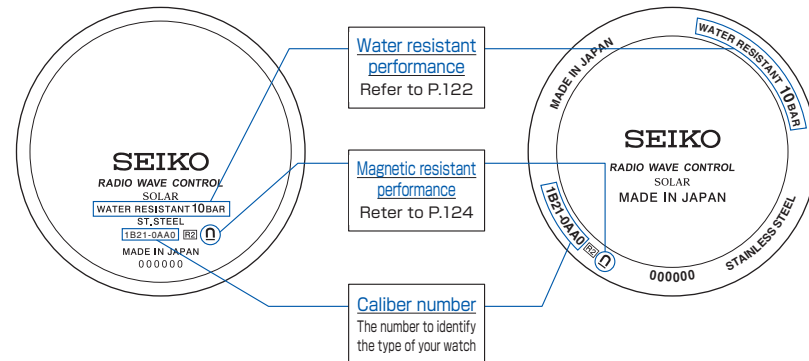 SEIKO
RADIO WAVE CONTROL
SOLAR
WATER RESISTANT 10BAR
ST.STEEL
1B21-0AA0 R2
MADE IN JAPAN
000000
Water resistant
performance
Refer to P.122
Magnetic resistant
performance
Reter to P.124
Caliber number
The number to identify
the type of your watch
MADE IN JAPAN
WATER RESISTANT 10BAR
SEIKO
RADIO WAVE CONTROL
SOLAR
MADE IN JAPAN
1B21-0AA0 R2
000000
STAINLESS STEEL